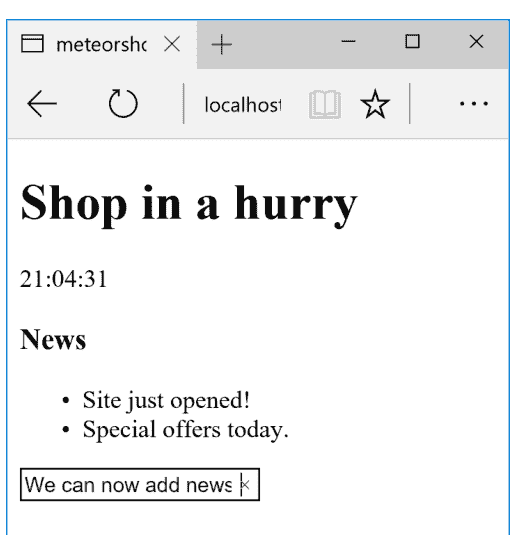 meteorshc
localhost
Shop in a hurry
21:04:31
News
• Site just opened!
• Special offers today.
We can now add news